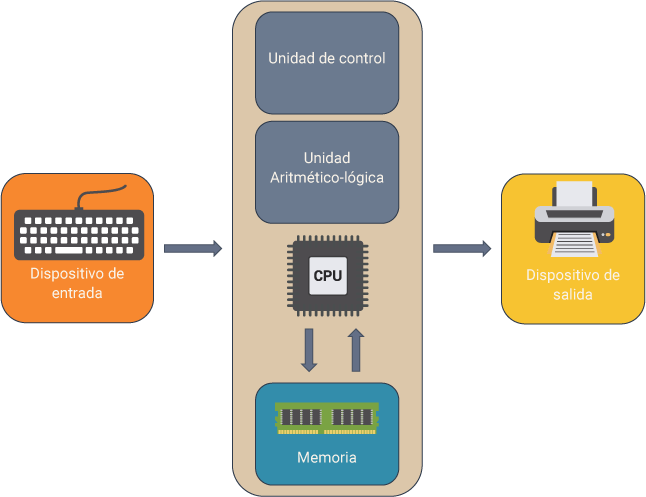 Unidad de control
Unidad
Aritmético-lógica
CPU
Dispositivo de
entrada
Dispositivo de
salida
Memoria